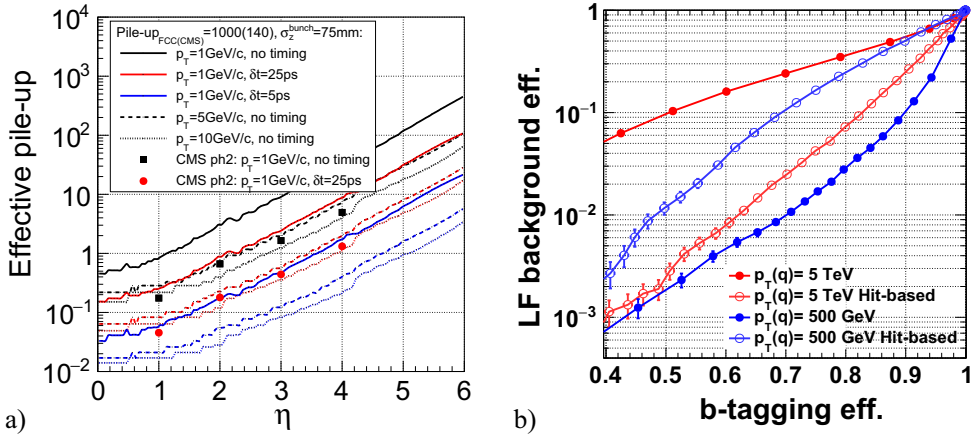 Pile-up FCC(CMS)=1000(140), σ_z^bunch=75mm:
p_T=1GeV/c, no timing
p_T=1GeV/c, δt=25ps
p_T=1GeV/c, δt=5ps
p_T=5GeV/c, no timing
p_T=10GeV/c, no timing
CMS ph2: p_T=1GeV/c, no timing
CMS ph2: p_T=1GeV/c, δt=25ps
Effective pile-up
10^6
10^5
10^4
10^3
10^2
10
1
10^−1
10^−2
0 1 2 3 4 5 6
η
a)
LF background eff.
1
10^−1
10^−2
10^−3
p_T(q)= 5 TeV
p_T(q)= 5 TeV Hit-based
p_T(q)= 500 GeV
p_T(q)= 500 GeV Hit-based
0.4 0.5 0.6 0.7 0.8 0.9 1
b-tagging eff.
b)